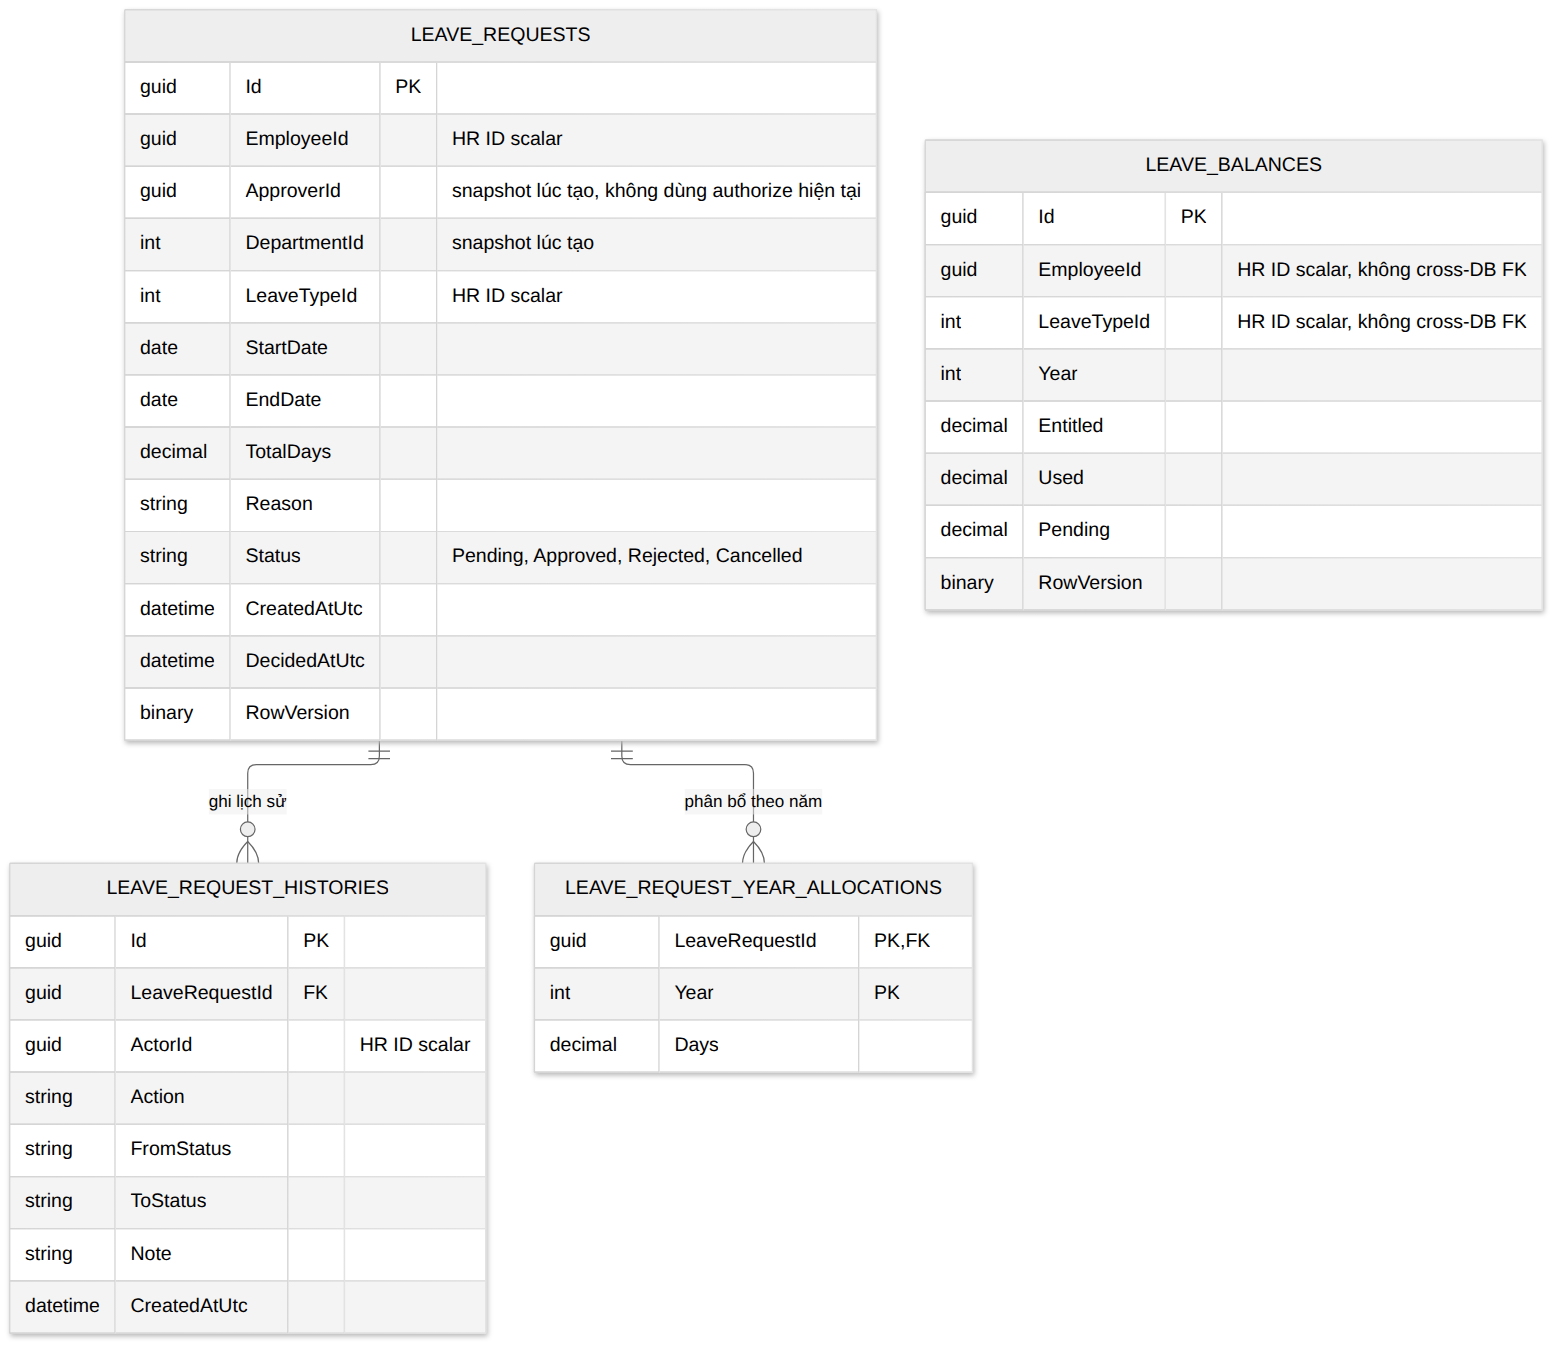 LEAVE_REQUESTS
guid Id PK
guid EmployeeId HR ID scalar
guid ApproverId snapshot lúc tạo, không dùng authorize hiện tại
int DepartmentId snapshot lúc tạo
int LeaveTypeId HR ID scalar
date StartDate
date EndDate
decimal TotalDays
string Reason
string Status Pending, Approved, Rejected, Cancelled
datetime CreatedAtUtc
datetime DecidedAtUtc
binary RowVersion
LEAVE_BALANCES
guid Id PK
guid EmployeeId HR ID scalar, không cross-DB FK
int LeaveTypeId HR ID scalar, không cross-DB FK
int Year
decimal Entitled
decimal Used
decimal Pending
binary RowVersion
ghi lịch sử
phân bổ theo năm
LEAVE_REQUEST_HISTORIES
guid Id PK
guid LeaveRequestId FK
guid ActorId HR ID scalar
string Action
string FromStatus
string ToStatus
string Note
datetime CreatedAtUtc
LEAVE_REQUEST_YEAR_ALLOCATIONS
guid LeaveRequestId PK,FK
int Year PK
decimal Days